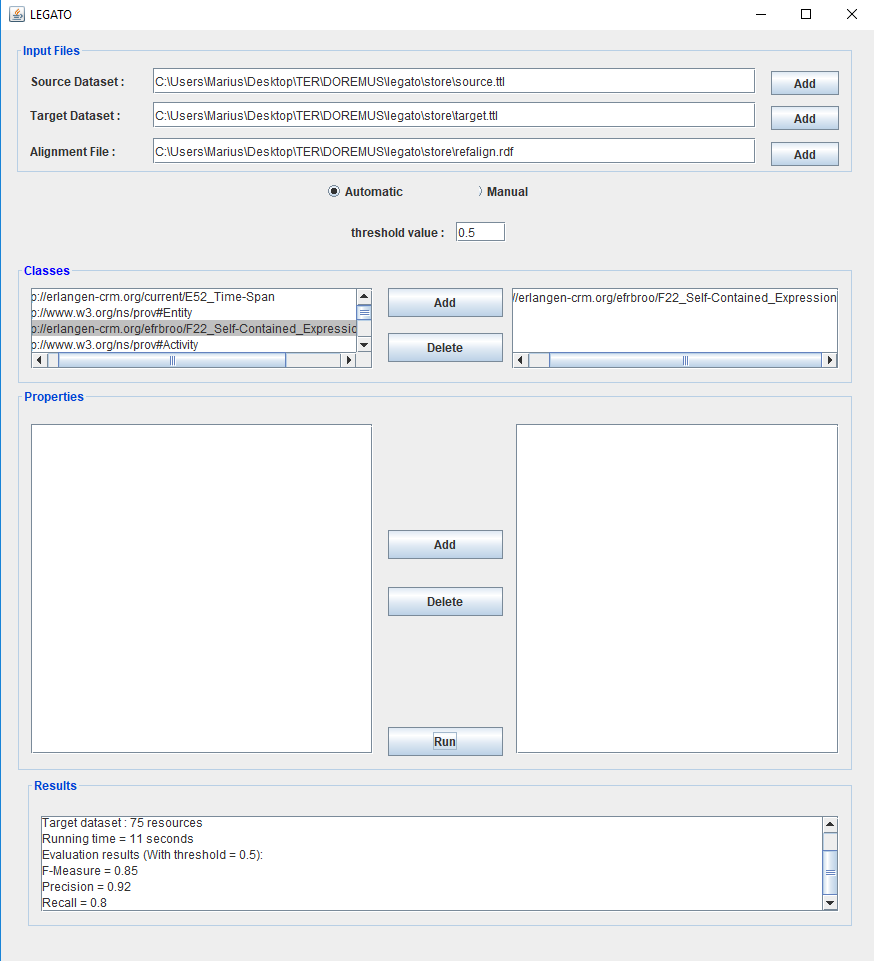 LEGATO
Input Files
Source Dataset : C:\Users\Marius\Desktop\TER\DOREMUS\legato\store\source.ttl Add
Target Dataset : C:\Users\Marius\Desktop\TER\DOREMUS\legato\store\target.ttl Add
Alignment File : C:\Users\Marius\Desktop\TER\DOREMUS\legato\store\refalign.rdf Add
Automatic Manual
threshold value : 0.5
Classes
p://erlangen-crm.org/current/E52_Time-Span
p://www.w3.org/ns/prov#Entity
p://erlangen-crm.org/efrbroo/F22_Self-Contained_Expressic
p://www.w3.org/ns/prov#Activity
Add
Delete
//erlangen-crm.org/efrbroo/F22_Self-Contained_Expression
Properties
Add
Delete
Run
Results
Target dataset : 75 resources
Running time = 11 seconds
Evaluation results (With threshold = 0.5):
F-Measure = 0.85
Precision = 0.92
Recall = 0.8